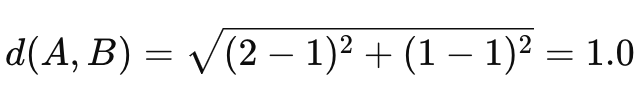 d(A, B) = √(2 − 1)² + (1 − 1)² = 1.0